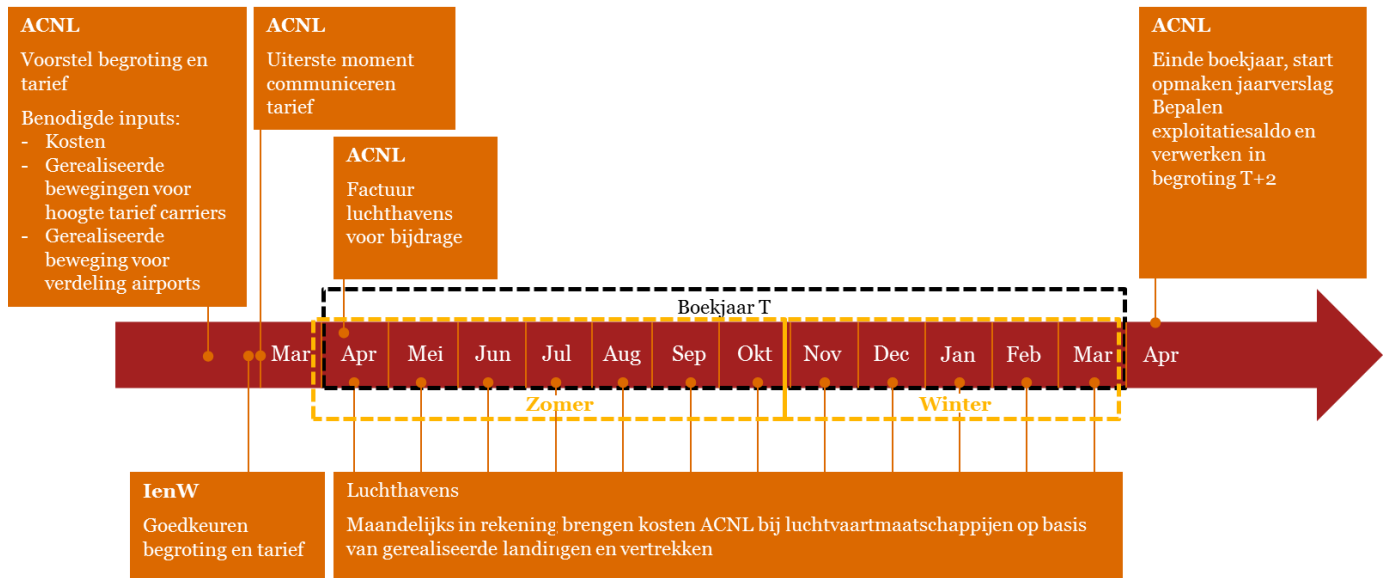 ACNL
Voorstel begroting en
tarief
Benodigde inputs:
- Kosten
- Gerealiseerde
bewegingen voor
hoogte tarief carriers
- Gerealiseerde
beweging voor
verdeling airports
ACNL
Uiterste moment
communiceren
tarief
ACNL
Factuur
luchthavens
voor bijdrage
ACNL
Einde boekjaar, start
opmaken jaarverslag
Bepalen
exploitatiesaldo en
verwerken in
begroting T+2
Boekjaar T
Mar Apr Mei Jun Jul Aug Sep Okt Nov Dec Jan Feb Mar Apr
Zomer Winter
IenW
Goedkeuren
begroting en tarief
Luchthavens
Maandelijks in rekening brengen kosten ACNL bij luchtvaartmaatschappijen op basis
van gerealiseerde landingen en vertrekken